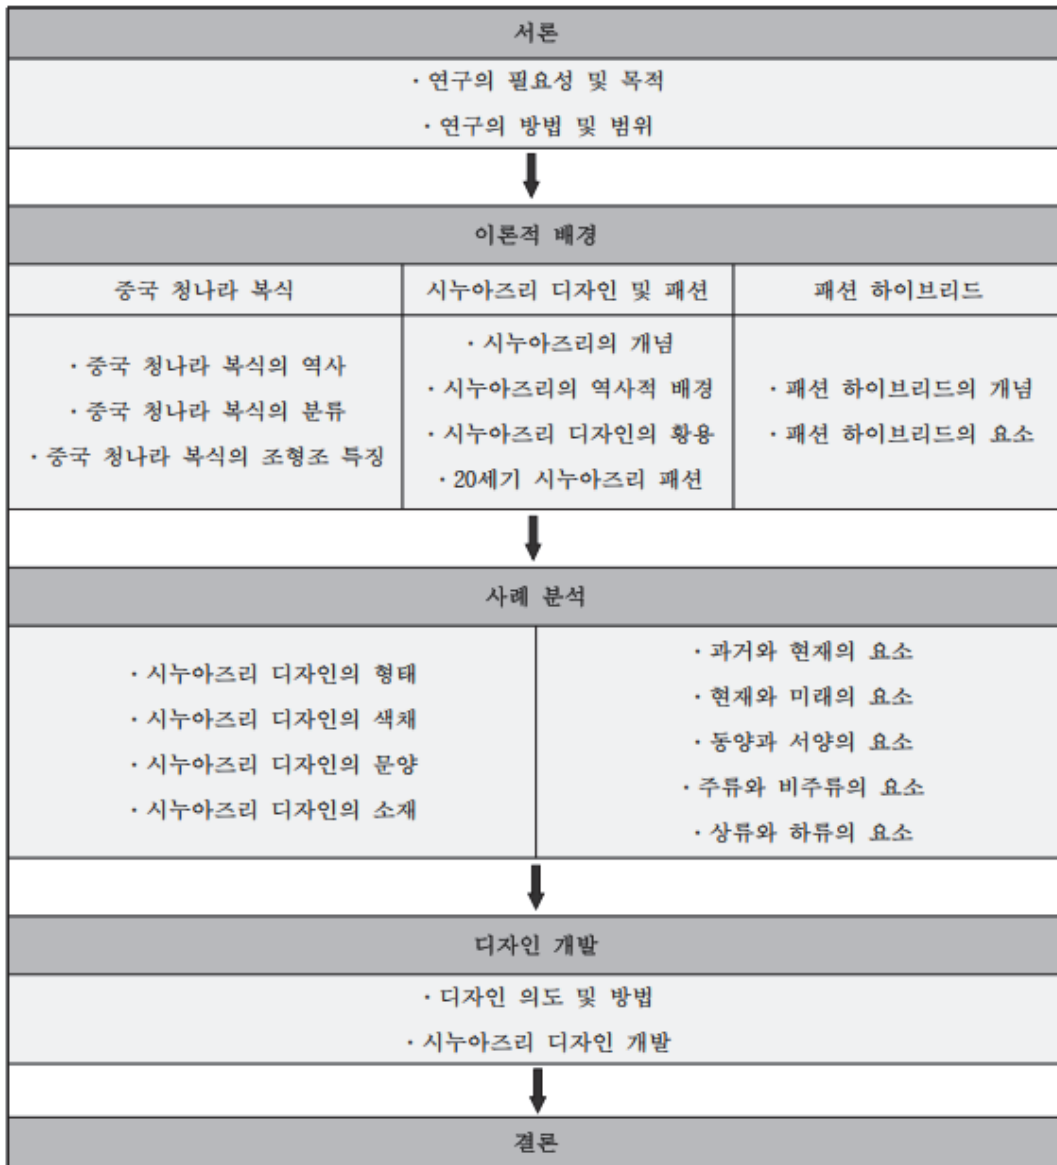 서론
· 연구의 필요성 및 목적
· 연구의 방법 및 범위
이론적 배경
중국 청나라 복식
시누아즈리 디자인 및 패션
패션 하이브리드
· 중국 청나라 복식의 역사
· 중국 청나라 복식의 분류
· 중국 청나라 복식의 조형조 특징
· 시누아즈리의 개념
· 시누아즈리의 역사적 배경
· 시누아즈리 디자인의 황용
· 20세기 시누아즈리 패션
· 패션 하이브리드의 개념
· 패션 하이브리드의 요소
사례 분석
· 시누아즈리 디자인의 형태
· 시누아즈리 디자인의 색채
· 시누아즈리 디자인의 문양
· 시누아즈리 디자인의 소재
· 과거와 현재의 요소
· 현재와 미래의 요소
· 동양과 서양의 요소
· 주류와 비주류의 요소
· 상류와 하류의 요소
디자인 개발
· 디자인 의도 및 방법
· 시누아즈리 디자인 개발
결론